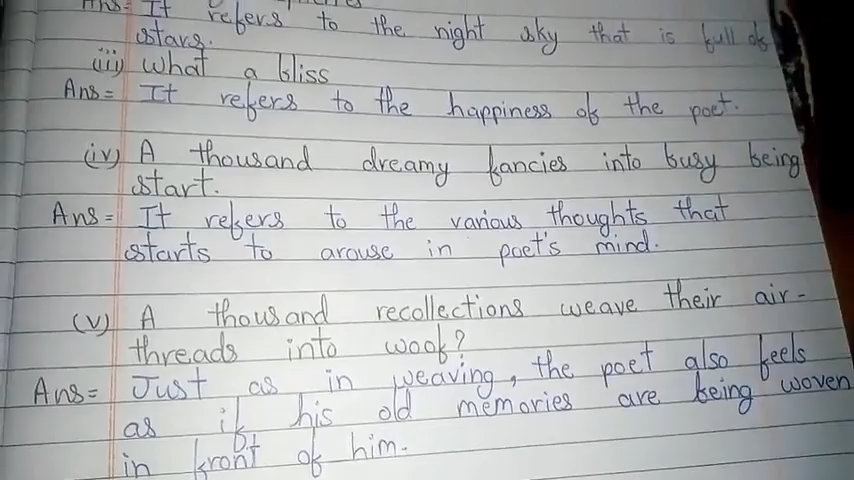 Ans= It refers to the night sky that is full of
stars.
(iii) What a bliss
Ans= It refers to the happiness of the poet.
(iv) A thousand dreamy fancies into busy being
start.
Ans= It refers to the various thoughts that
starts to arouse in poet's mind.
(v) A thousand recollections weave their air-
threads into woof?
Ans= Just as in weaving, the poet also feels
as if his old memories are being woven
in front of him.